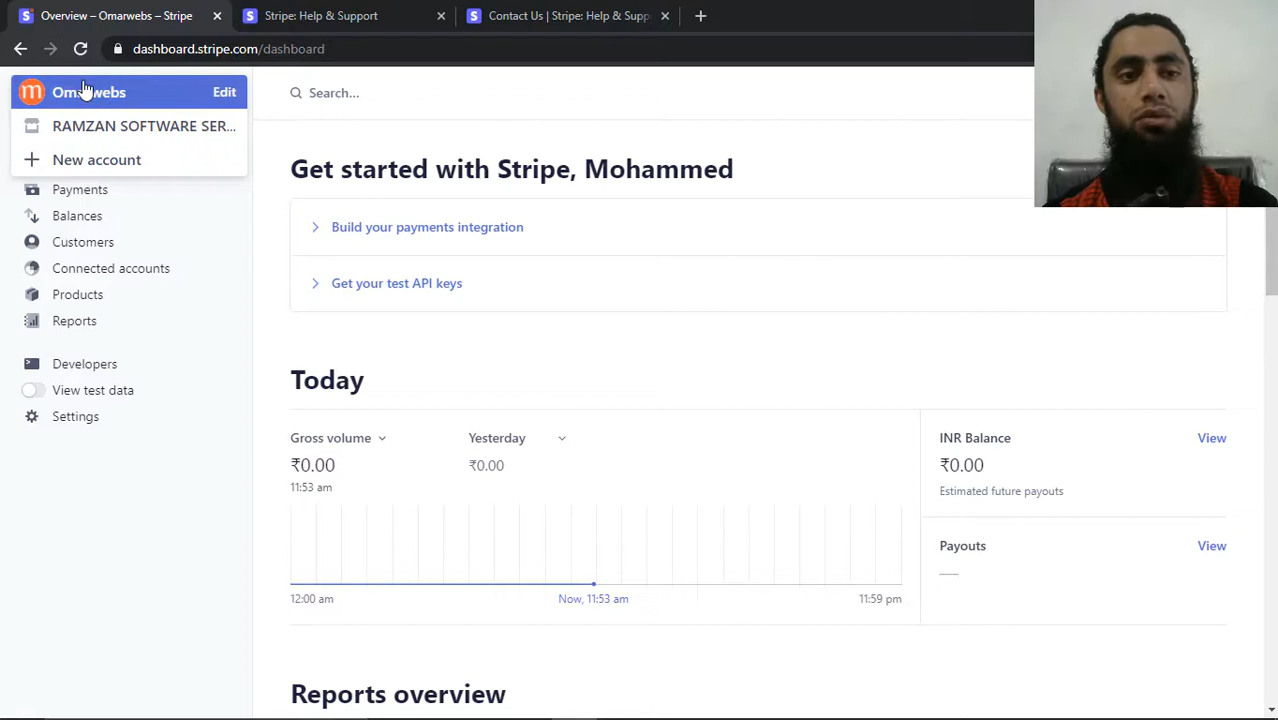 Overview – Omarwebs – Stripe
Stripe: Help & Support
Contact Us | Stripe: Help & Supp
dashboard.stripe.com/dashboard
Edit
RAMZAN SOFTWARE SER...
New account
Payments
Balances
Customers
Connected accounts
Products
Reports
Developers
View test data
Settings
Search...
Get started with Stripe, Mohammed
Build your payments integration
Get your test API keys
Today
Gross volume
Yesterday
₹0.00
₹0.00
11:53 am
12:00 am
Now, 11:53 am
11:59 pm
INR Balance
View
₹0.00
Estimated future payouts
Payouts
View
Reports overview